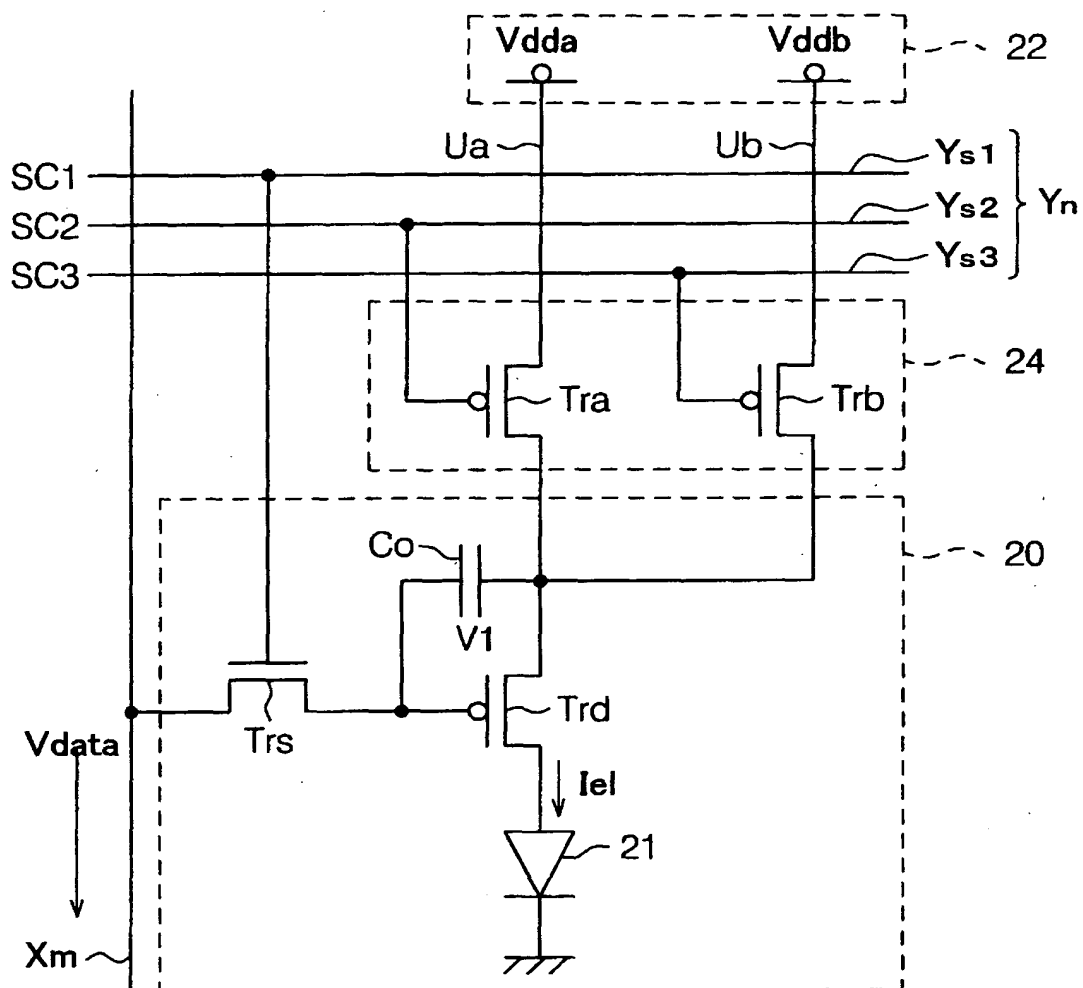 Vdda Vddb 22
Ua Ub
SC1 Ys1
SC2 Ys2 Yn
SC3 Ys3
24
Tra Trb
Co 20
V1
Trd
Trs
Vdata
Iel
21
Xm